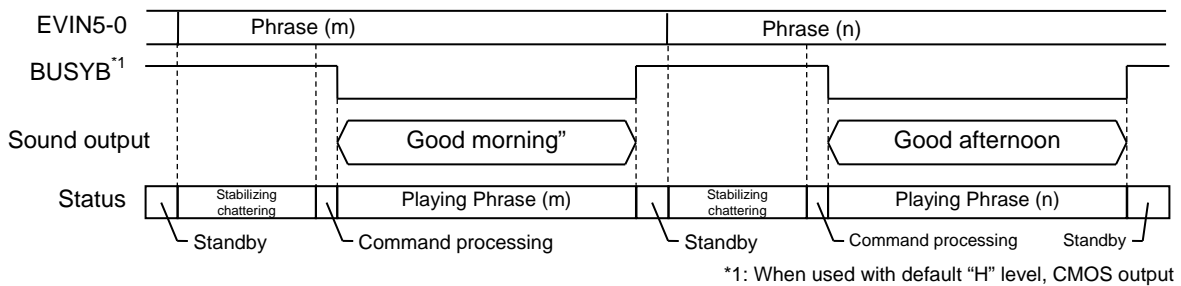 EVIN5-0 Phrase (m) Phrase (n)
BUSYB*1
Sound output Good morning” Good afternoon
Status Stabilizing chattering Playing Phrase (m) Stabilizing chattering Playing Phrase (n)
Standby Command processing Standby Command processing Standby
*1: When used with default “H” level, CMOS output